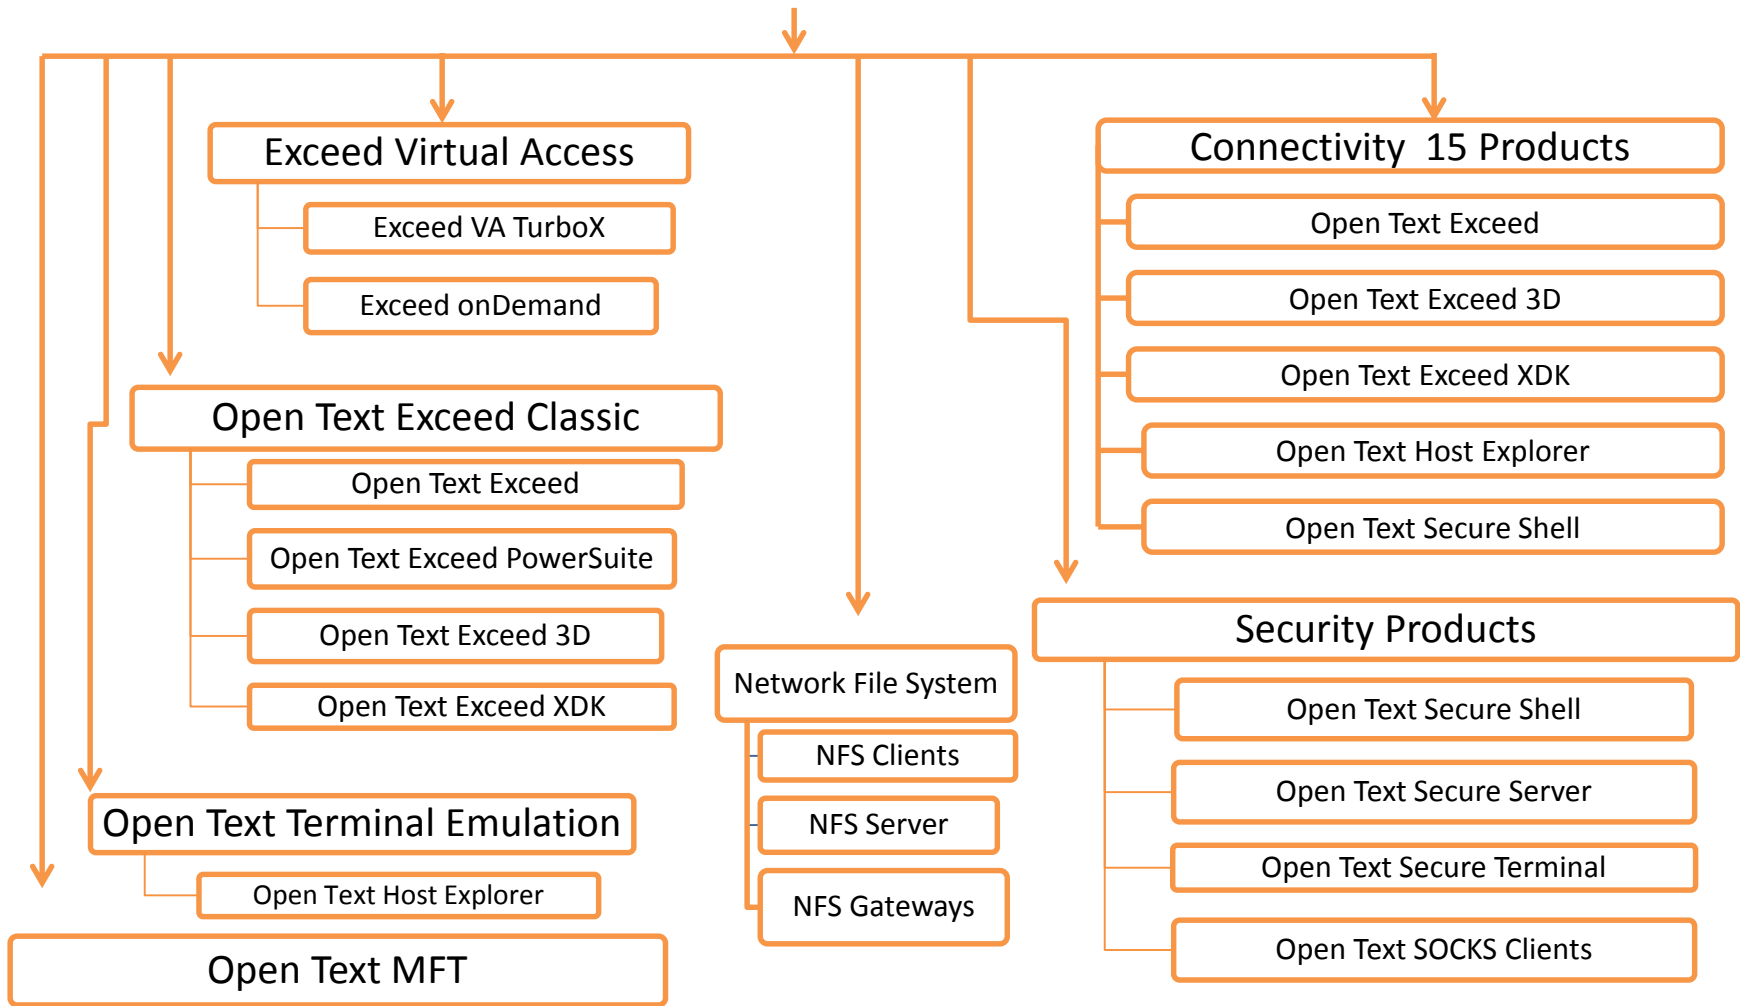 Exceed Virtual Access
Exceed VA TurboX
Exceed onDemand
Open Text Exceed Classic
Open Text Exceed
Open Text Exceed PowerSuite
Open Text Exceed 3D
Open Text Exceed XDK
Open Text Terminal Emulation
Open Text Host Explorer
Open Text MFT
Network File System
NFS Clients
NFS Server
NFS Gateways
Connectivity  15 Products
Open Text Exceed
Open Text Exceed 3D
Open Text Exceed XDK
Open Text Host Explorer
Open Text Secure Shell
Security Products
Open Text Secure Shell
Open Text Secure Server
Open Text Secure Terminal
Open Text SOCKS Clients